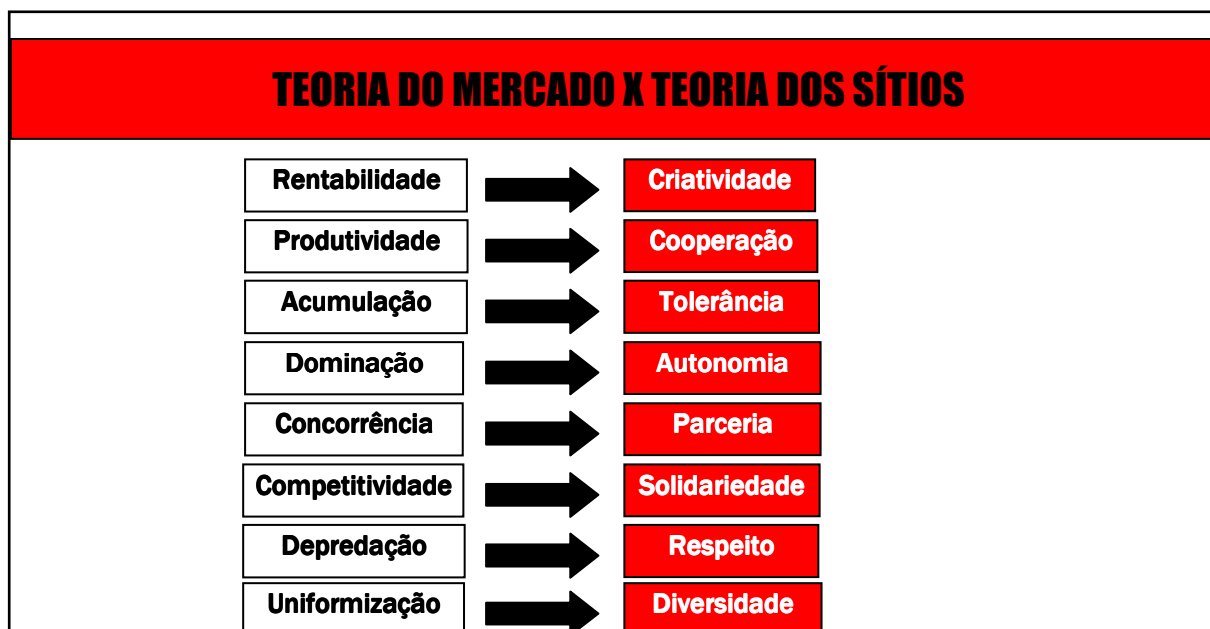 TEORIA DO MERCADO X TEORIA DOS SÍTIOS
Rentabilidade Criatividade
Produtividade Cooperação
Acumulação Tolerância
Dominação Autonomia
Concorrência Parceria
Competitividade Solidariedade
Depredação Respeito
Uniformização Diversidade